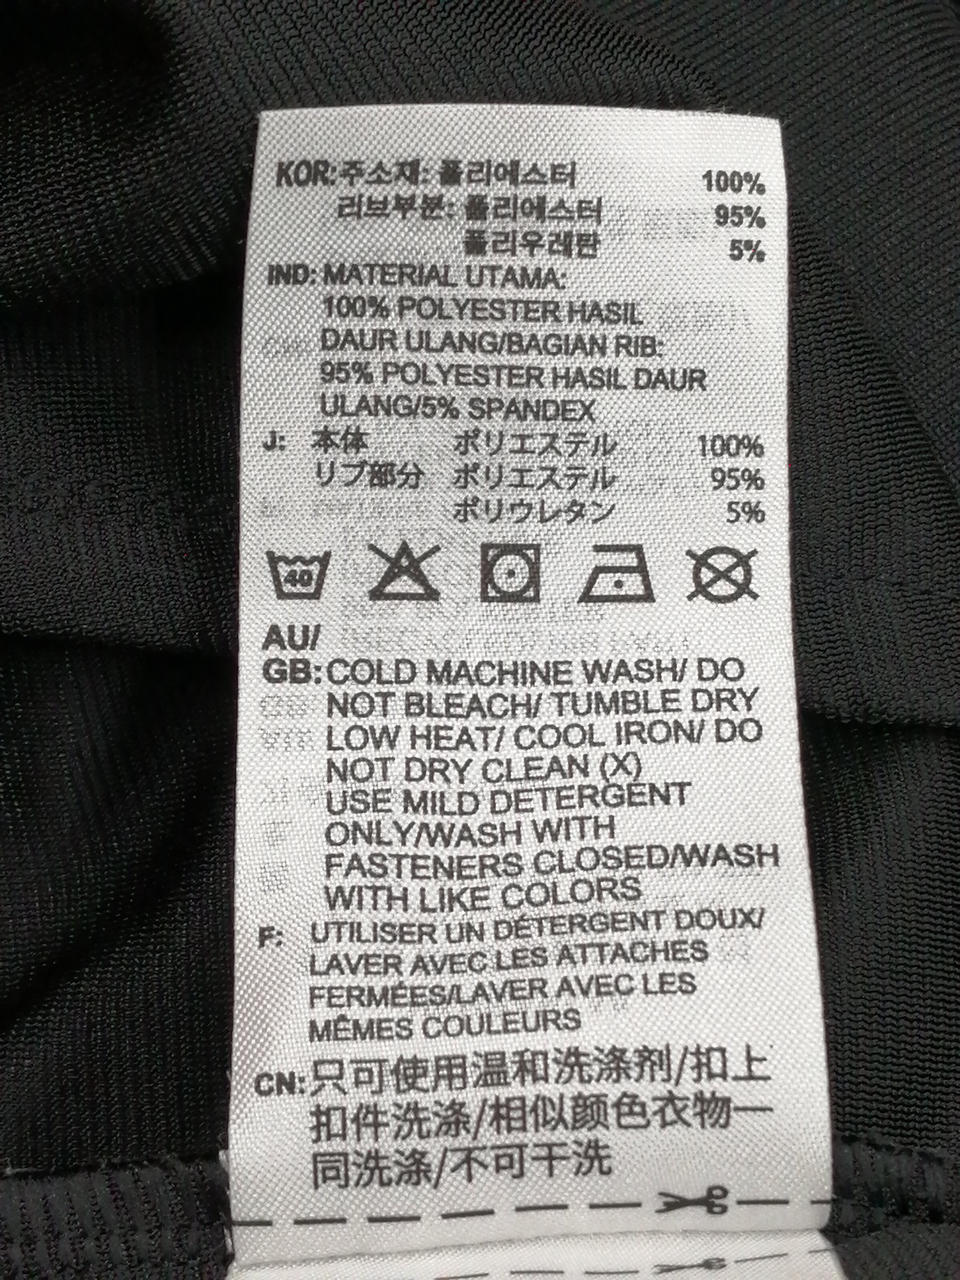 KOR:주소재: 폴리에스터 100%
리브부분: 폴리에스터 95%
폴리우레탄 5%
IND: MATERIAL UTAMA:
100% POLYESTER HASIL
DAUR ULANG/BAGIAN RIB:
95% POLYESTER HASIL DAUR
ULANG/5% SPANDEX
J: 本体 ポリエステル 100%
リブ部分 ポリエステル 95%
ポリウレタン 5%
40
AU/
GB: COLD MACHINE WASH/ DO
NOT BLEACH/ TUMBLE DRY
LOW HEAT/ COOL IRON/ DO
NOT DRY CLEAN (X)
USE MILD DETERGENT
ONLY/WASH WITH
FASTENERS CLOSED/WASH
WITH LIKE COLORS
F: UTILISER UN DÉTERGENT DOUX/
LAVER AVEC LES ATTACHES
FERMÉES/LAVER AVEC LES
MÊMES COULEURS
CN: 只可使用温和洗涤剂/扣上
扣件洗涤/相似颜色衣物一
同洗涤/不可干洗